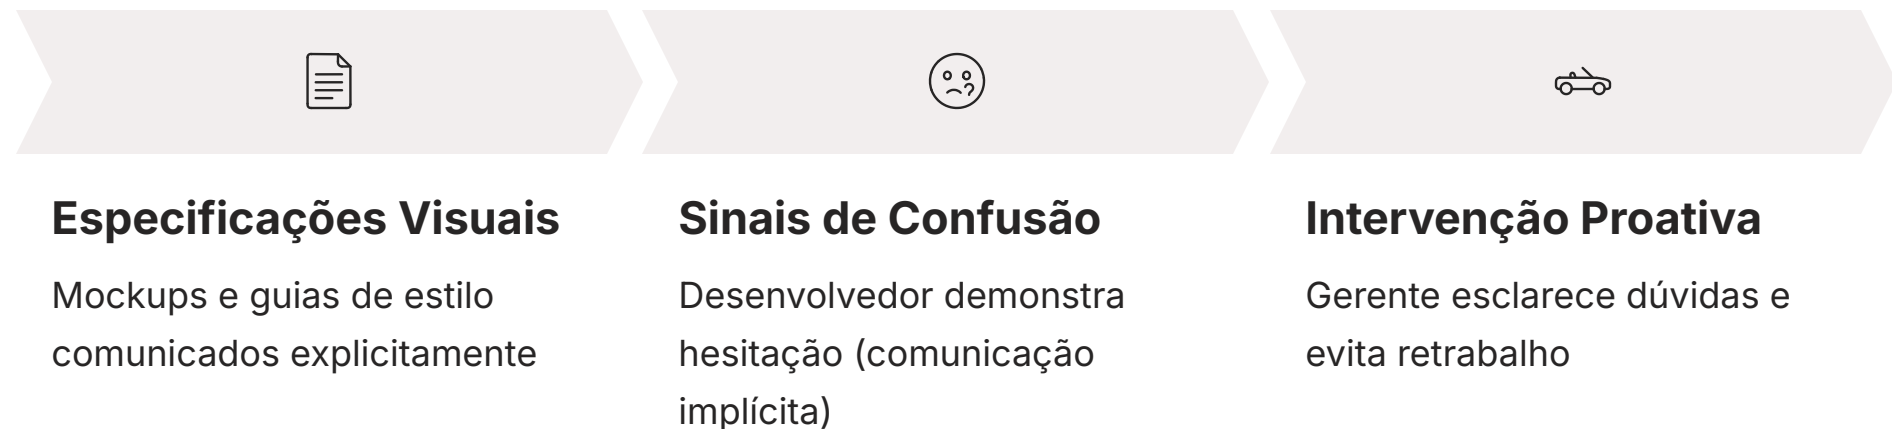 Especificações Visuais
Mockups e guias de estilo
comunicados explicitamente
Sinais de Confusão
Desenvolvedor demonstra
hesitação (comunicação
implícita)
Intervenção Proativa
Gerente esclarece dúvidas e
evita retrabalho